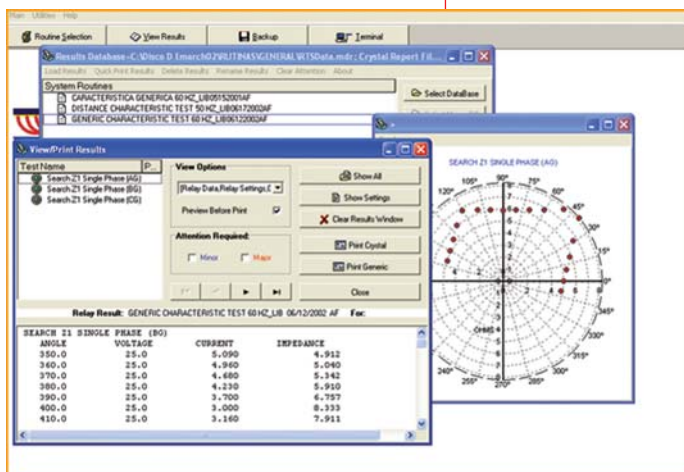 Main Utilities Help
Routine Selection View Results Backup Terminal
Results Database-C:\Disco D Emarch02\RUTINAS\GENERAL\RTSData.mdr; Crystal Report Fil...
Load Results Quick Print Results Delete Results Rename Results Clear Attention About
System Routines
CARACTERISTICA GENERICA 60 HZ_LIB05152001AF
DISTANCE CHARACTERISTIC TEST 50 HZ_LIB06172002AF
GENERIC CHARACTERISTIC TEST 60 HZ_LIB06122002AF
Select DataBase
View/Print Results
Test Name P...
Search Z1 Single Phase (AG)
Search Z1 Single Phase (BG)
Search Z1 Single Phase (CG)
View Options
Preview Before Print
Attention Required:
Minor Major
Show All
Show Settings
Clear Results Window
Print Crystal
Print Generic
Close
Relay Result: GENERIC CHARACTERISTIC TEST 60 HZ_LIB 06/12/2002 AF For:
SEARCH Z1 SINGLE PHASE (BG)
ANGLE VOLTAGE CURRENT IMPEDANCE
350.0 25.0 5.090 4.912
360.0 25.0 4.960 5.040
370.0 25.0 4.680 5.342
380.0 25.0 4.230 5.910
390.0 25.0 3.700 6.757
400.0 25.0 3.000 8.333
410.0 25.0 3.160 7.911
SEARCH Z1 SINGLE PHASE (AG)
120° 105° 90° 75° 60°
45°
30°
15°
0°
345°
330°
315°
300°
240° 255° 270° 285°
OHMS